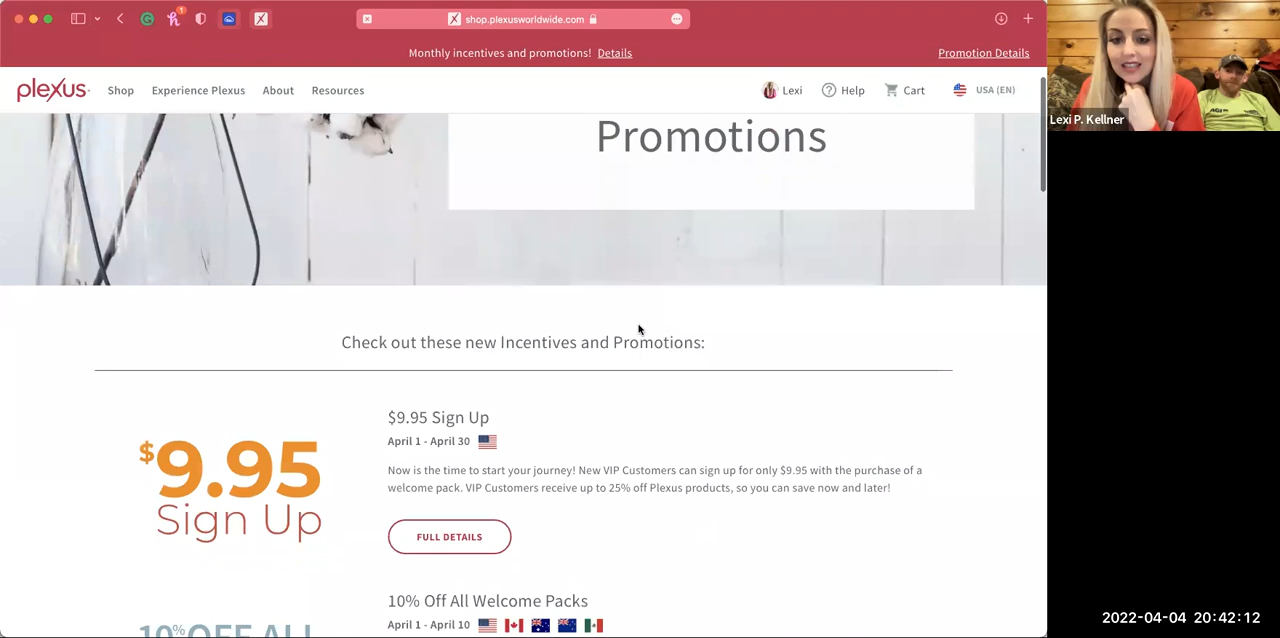 1
shop.plexusworldwide.com
Monthly incentives and promotions! Details
Promotion Details
plexus
Shop Experience Plexus About Resources
Lexi Help Cart USA (EN)
Lexi P. Kellner
Promotions
Check out these new Incentives and Promotions:
$9.95
Sign Up
$9.95 Sign Up
April 1 - April 30
Now is the time to start your journey! New VIP Customers can sign up for only $9.95 with the purchase of a
welcome pack. VIP Customers receive up to 25% off Plexus products, so you can save now and later!
FULL DETAILS
10% OFF ALL
10% Off All Welcome Packs
April 1 - April 10
2022-04-04 20:42:12